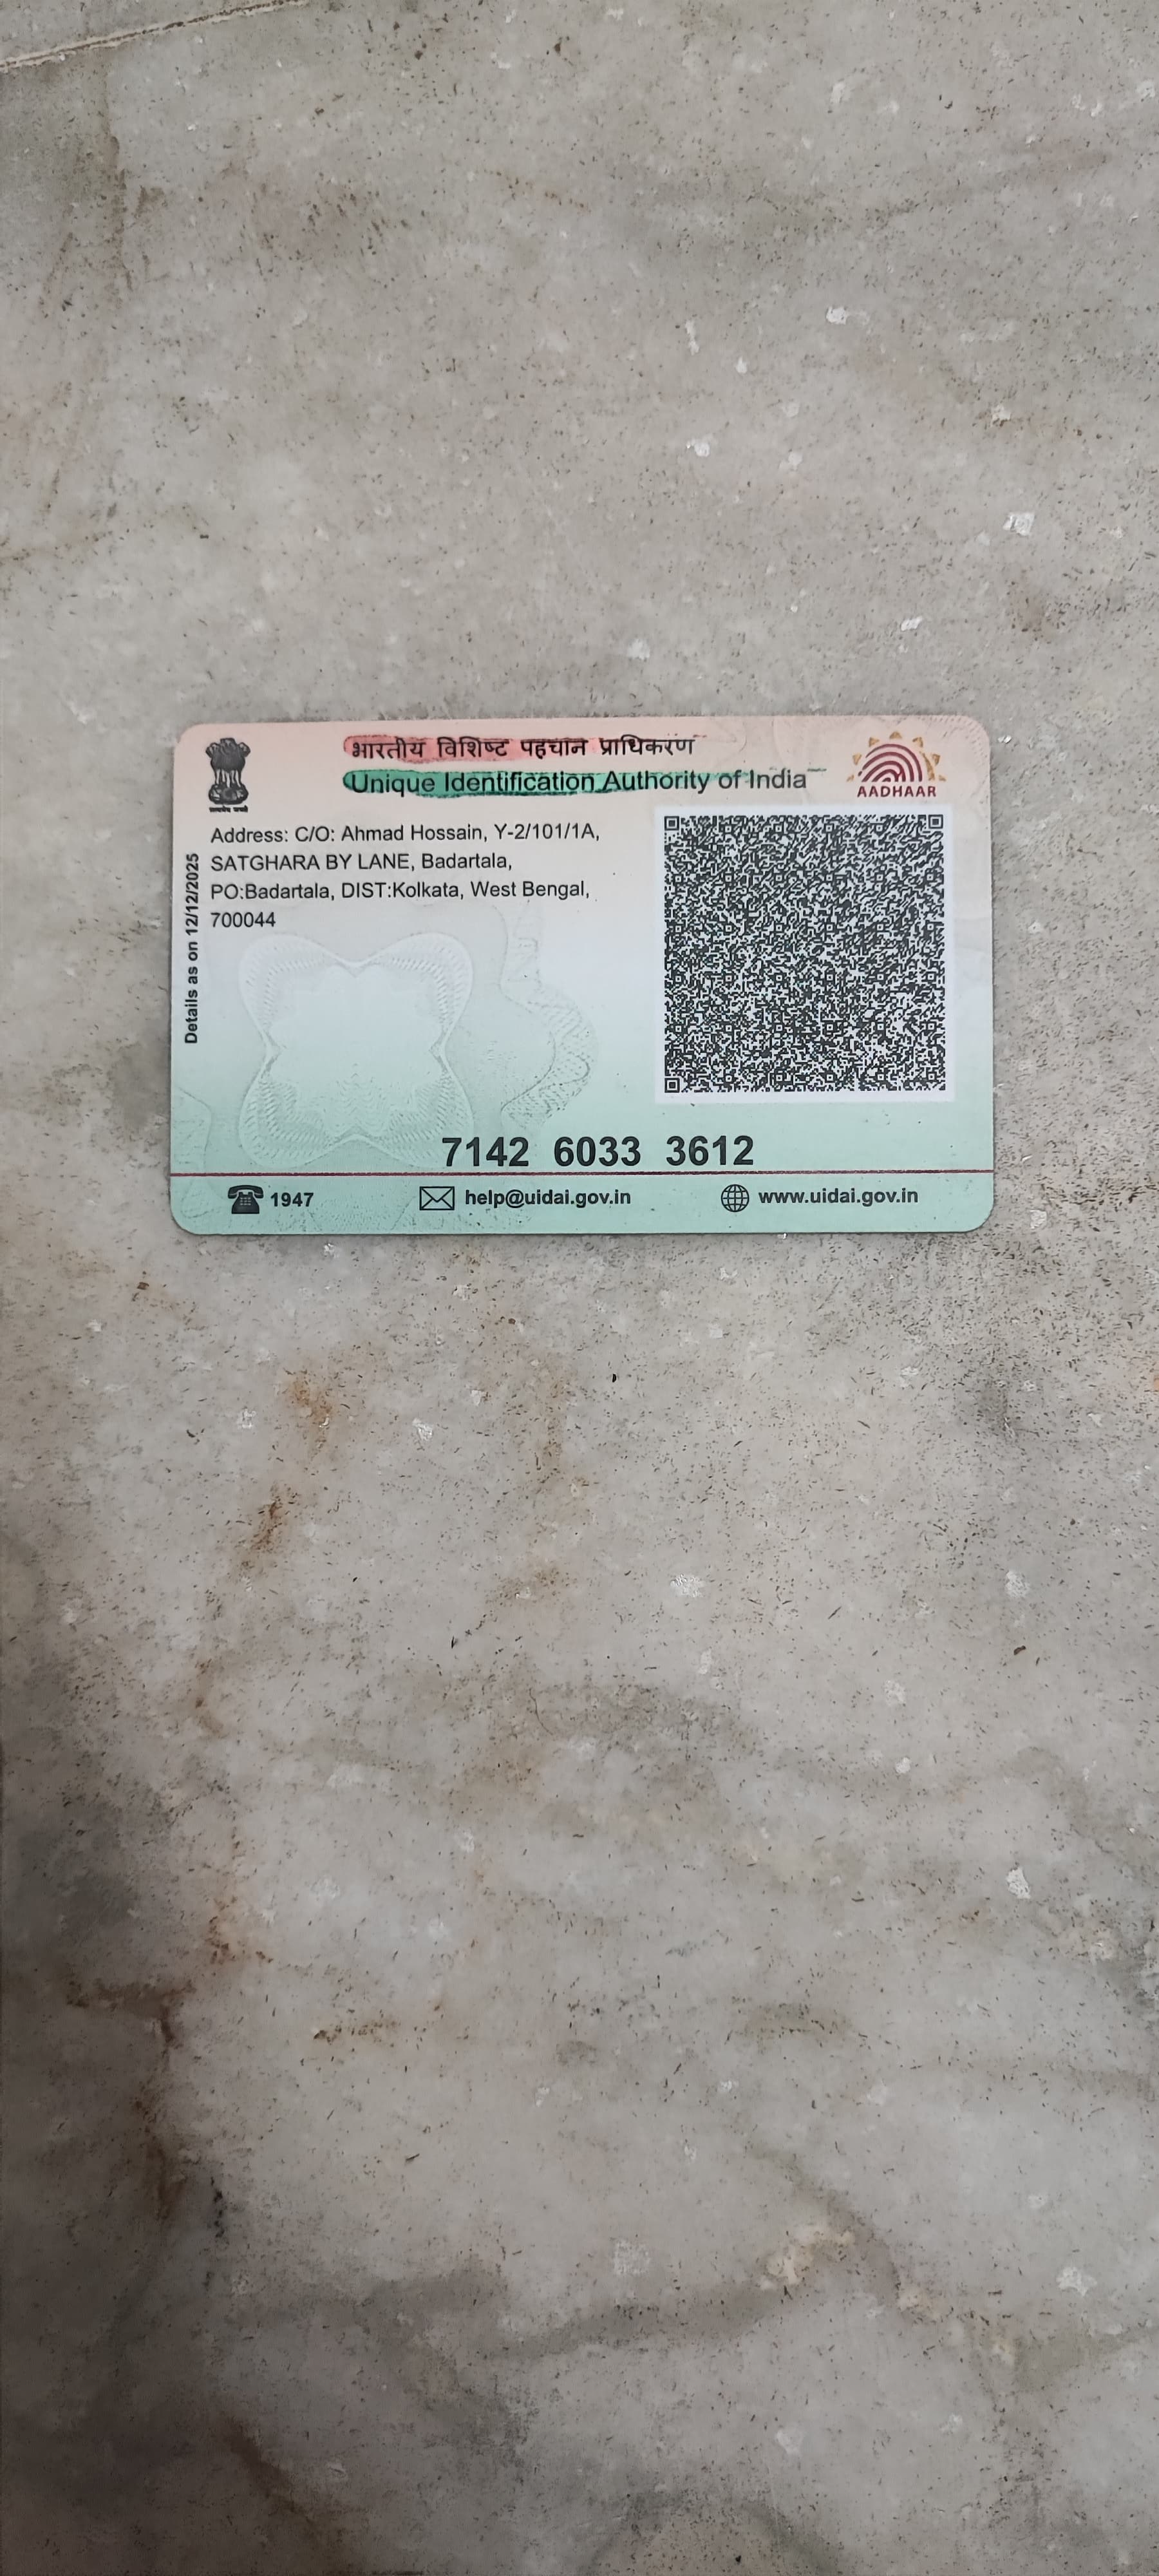 भारतीय विशिष्ट पहचान प्राधिकरण
Unique Identification Authority of India
AADHAAR
Details as on 12/12/2025
Address: C/O: Ahmad Hossain, Y-2/101/1A,
SATGHARA BY LANE, Badartala,
PO:Badartala, DIST:Kolkata, West Bengal,
700044
7142 6033 3612
1947
help@uidai.gov.in
www.uidai.gov.in